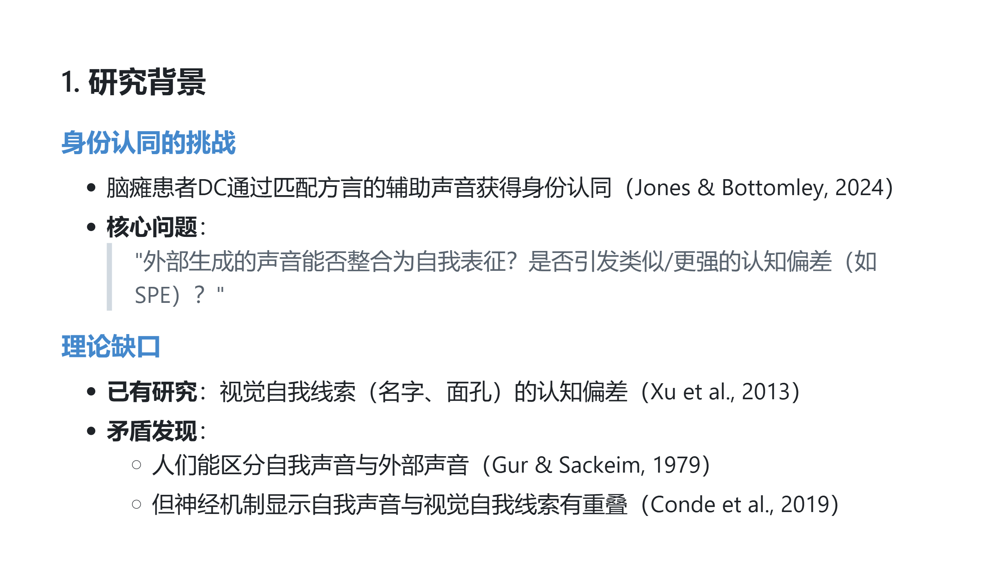 1. 研究背景
身份认同的挑战
脑瘫患者DC通过匹配方言的辅助声音获得身份认同（Jones & Bottomley, 2024）
核心问题：
"外部生成的声音能否整合为自我表征？是否引发类似/更强的认知偏差（如
SPE）？"
理论缺口
已有研究：视觉自我线索（名字、面孔）的认知偏差（Xu et al., 2013）
矛盾发现：
人们能区分自我声音与外部声音（Gur & Sackeim, 1979）
但神经机制显示自我声音与视觉自我线索有重叠（Conde et al., 2019）